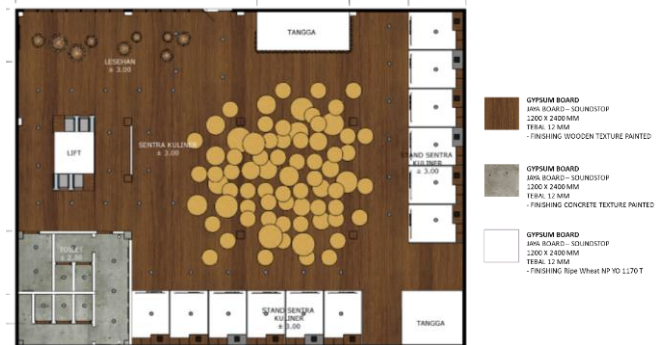 TANGGA
LESEHAN
± 3.00
SENTRA KULINER
± 3.00
LIFT
STAND SENTRA
KULINER
± 3.00
TOILET
± 3.00
STAND SENTRA
KULINER
± 3.00
TANGGA
GYPSUM BOARD
JAYA BOARD – SOUNDSTOP
1200 X 2400 MM
TEBAL 12 MM
- FINISHING WOODEN TEXTURE PAINTED
GYPSUM BOARD
JAYA BOARD – SOUNDSTOP
1200 X 2400 MM
TEBAL 12 MM
- FINISHING CONCRETE TEXTURE PAINTED
GYPSUM BOARD
JAYA BOARD – SOUNDSTOP
1200 X 2400 MM
TEBAL 12 MM
- FINISHING Ripe Wheat NP YO 1170 T